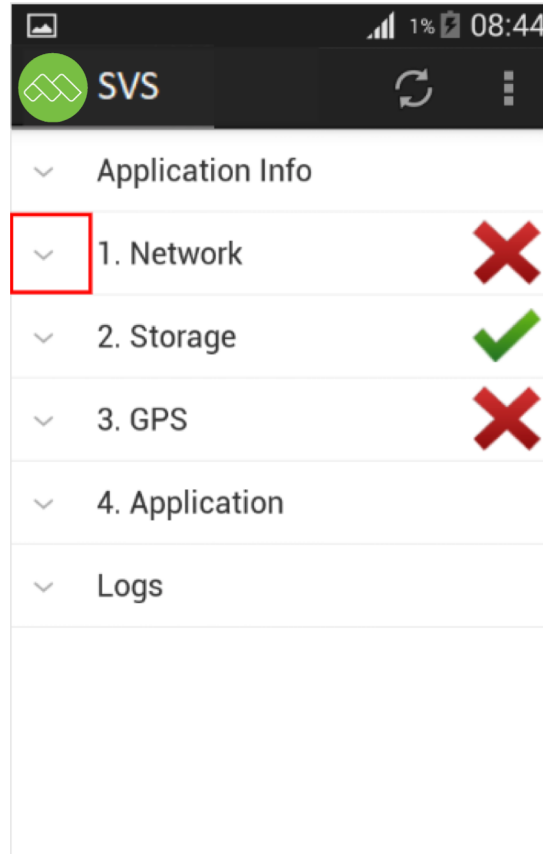 1% 08:44
SVS
Application Info
1. Network
2. Storage
3. GPS
4. Application
Logs